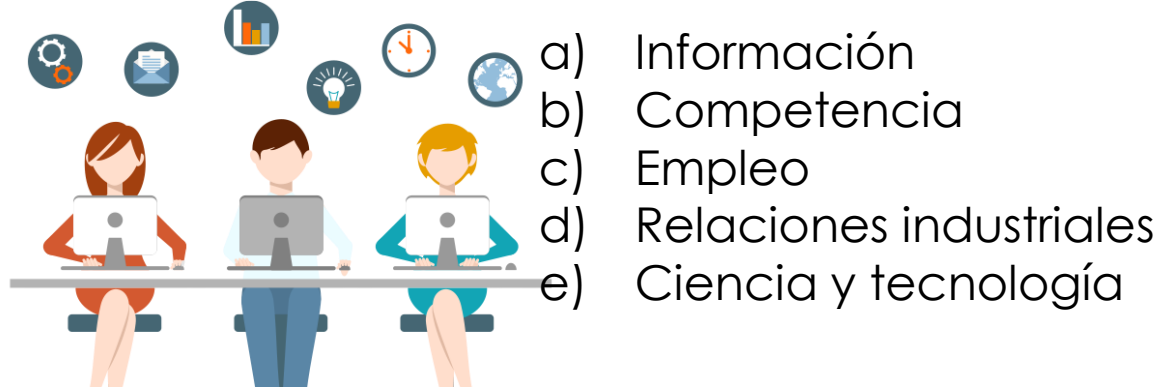 a) Información
b) Competencia
c) Empleo
d) Relaciones industriales
e) Ciencia y tecnología